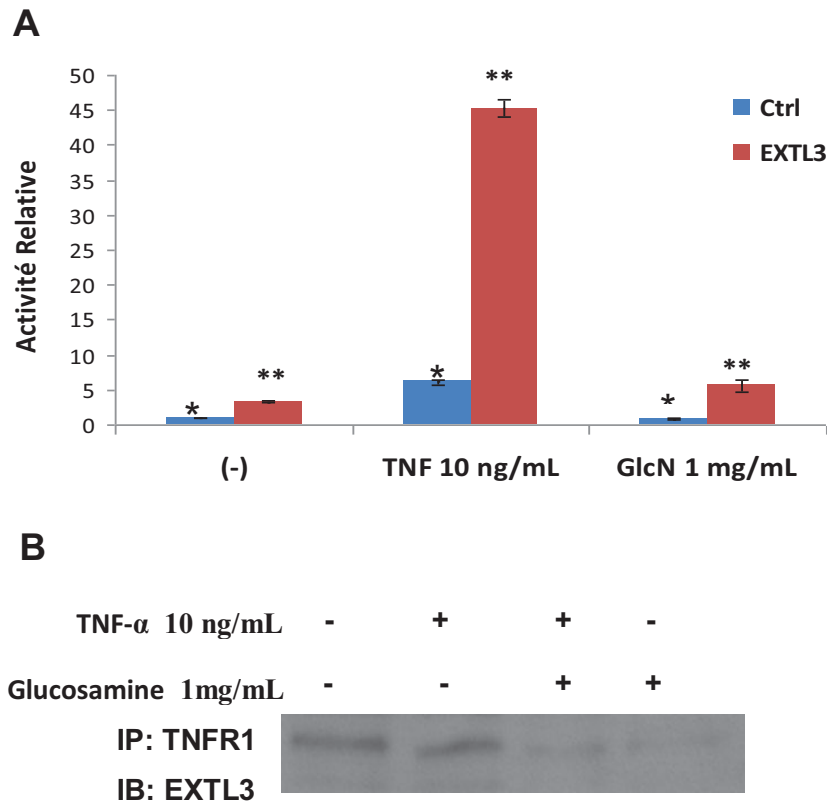 A
50
45
40
35
30
25
20
15
10
5
0
Activité Relative
* ** * ** * **
Ctrl
EXTL3
(-) TNF 10 ng/mL GlcN 1 mg/mL
B
TNF-α 10 ng/mL - + + -
Glucosamine 1mg/mL - - + +
IP: TNFR1
IB: EXTL3